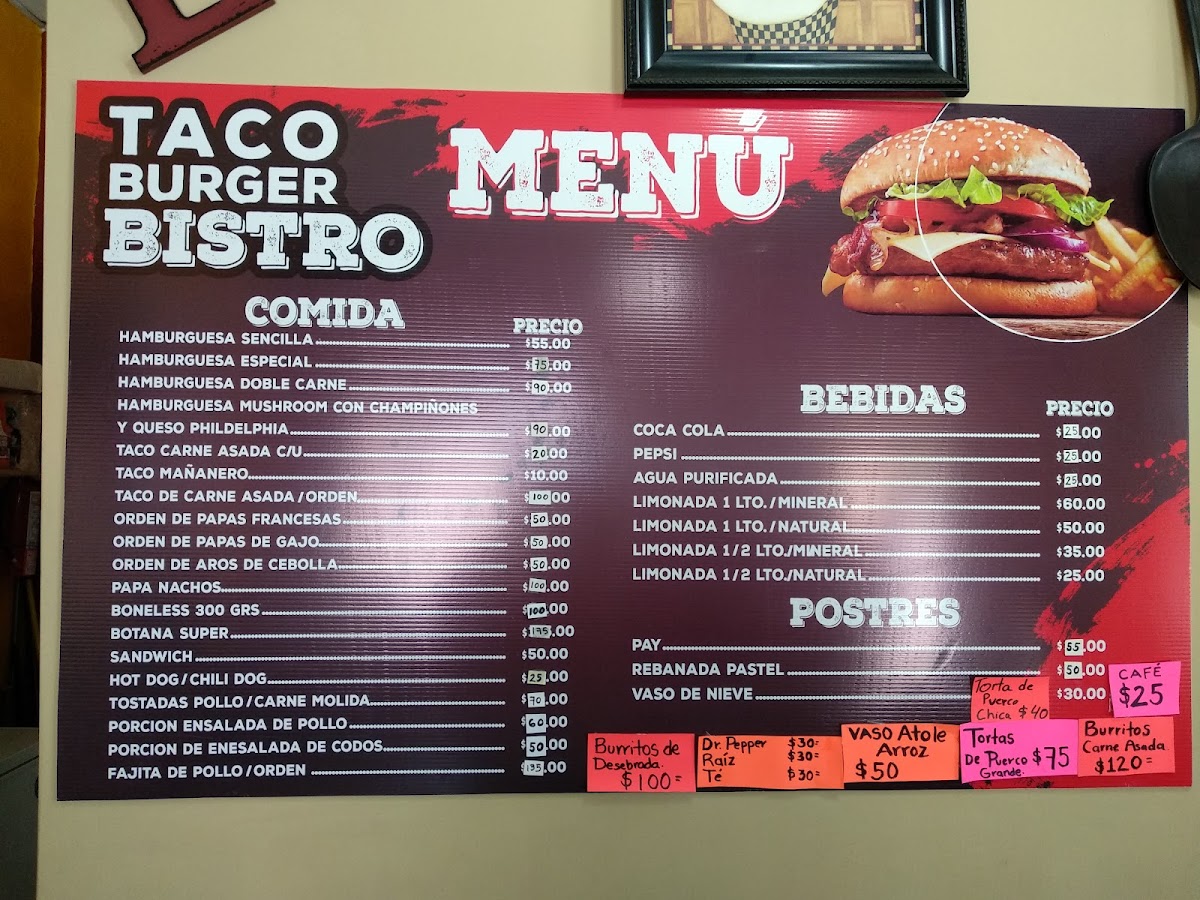 TACO
BURGER
BISTRO
MENÚ
COMIDA
PRECIO
HAMBURGUESA SENCILLA $55.00
HAMBURGUESA ESPECIAL $75.00
HAMBURGUESA DOBLE CARNE $90.00
HAMBURGUESA MUSHROOM CON CHAMPIÑONES
Y QUESO PHILDELPHIA $90.00
TACO CARNE ASADA C/U $20.00
TACO MAÑANERO $10.00
TACO DE CARNE ASADA/ORDEN $100.00
ORDEN DE PAPAS FRANCESAS $50.00
ORDEN DE PAPAS DE GAJO $50.00
ORDEN DE AROS DE CEBOLLA $50.00
PAPA NACHOS $100.00
BONELESS 300 GRS $100.00
BOTANA SUPER $195.00
SANDWICH $50.00
HOT DOG/CHILI DOG $25.00
TOSTADAS POLLO/CARNE MOLIDA $70.00
PORCION ENSALADA DE POLLO $60.00
PORCION DE ENESALADA DE CODOS $50.00
FAJITA DE POLLO/ORDEN $135.00
BEBIDAS
PRECIO
COCA COLA $25.00
PEPSI $25.00
AGUA PURIFICADA $25.00
LIMONADA 1 LTO./MINERAL $60.00
LIMONADA 1 LTO./NATURAL $50.00
LIMONADA 1/2 LTO./MINERAL $35.00
LIMONADA 1/2 LTO./NATURAL $25.00
POSTRES
PAY $55.00
REBANADA PASTEL $50.00
VASO DE NIEVE $30.00
CAFÉ
$25
Torta de
Puerco
Chica $40
Burritos de
Desebrada.
$100=
Dr. Pepper $30=
Raíz $30=
Té $30=
VASO Atole
Arroz
$50
Tortas
De Puerco $75
Grande.
Burritos
Carne Asada
$120=